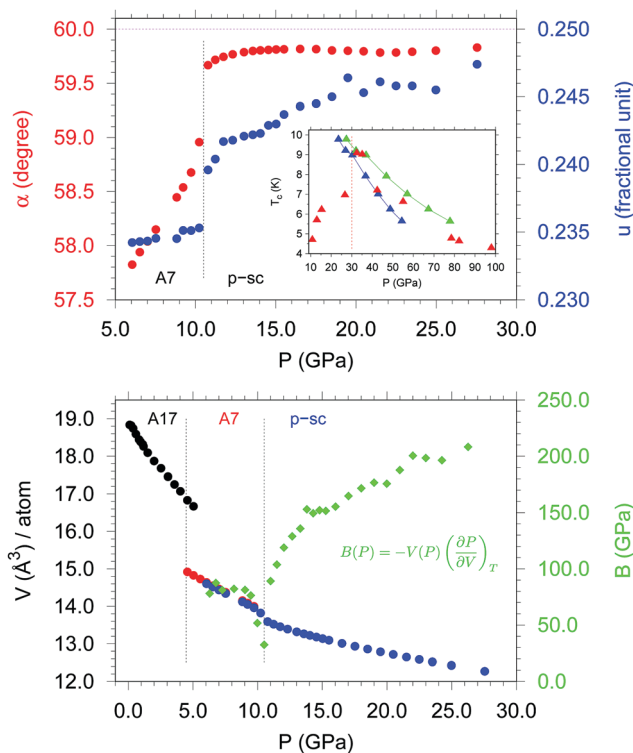 60.0
59.5
59.0
58.5
58.0
57.5
α (degree)
0.250
0.245
0.240
0.235
0.230
u (fractional unit)
A7
p−sc
5.0 10.0 15.0 20.0 25.0 30.0
P (GPa)
10
9
8
7
6
5
4
T_c (K)
10 20 30 40 50 60 70 80 90 100
P (GPa)
19.0
18.0
17.0
16.0
15.0
14.0
13.0
12.0
V (Å³) / atom
A17
A7
p−sc
250.0
200.0
150.0
100.0
50.0
0.0
B (GPa)
B(P) = −V(P) (∂P/∂V)_T
0.0 5.0 10.0 15.0 20.0 25.0 30.0
P (GPa)